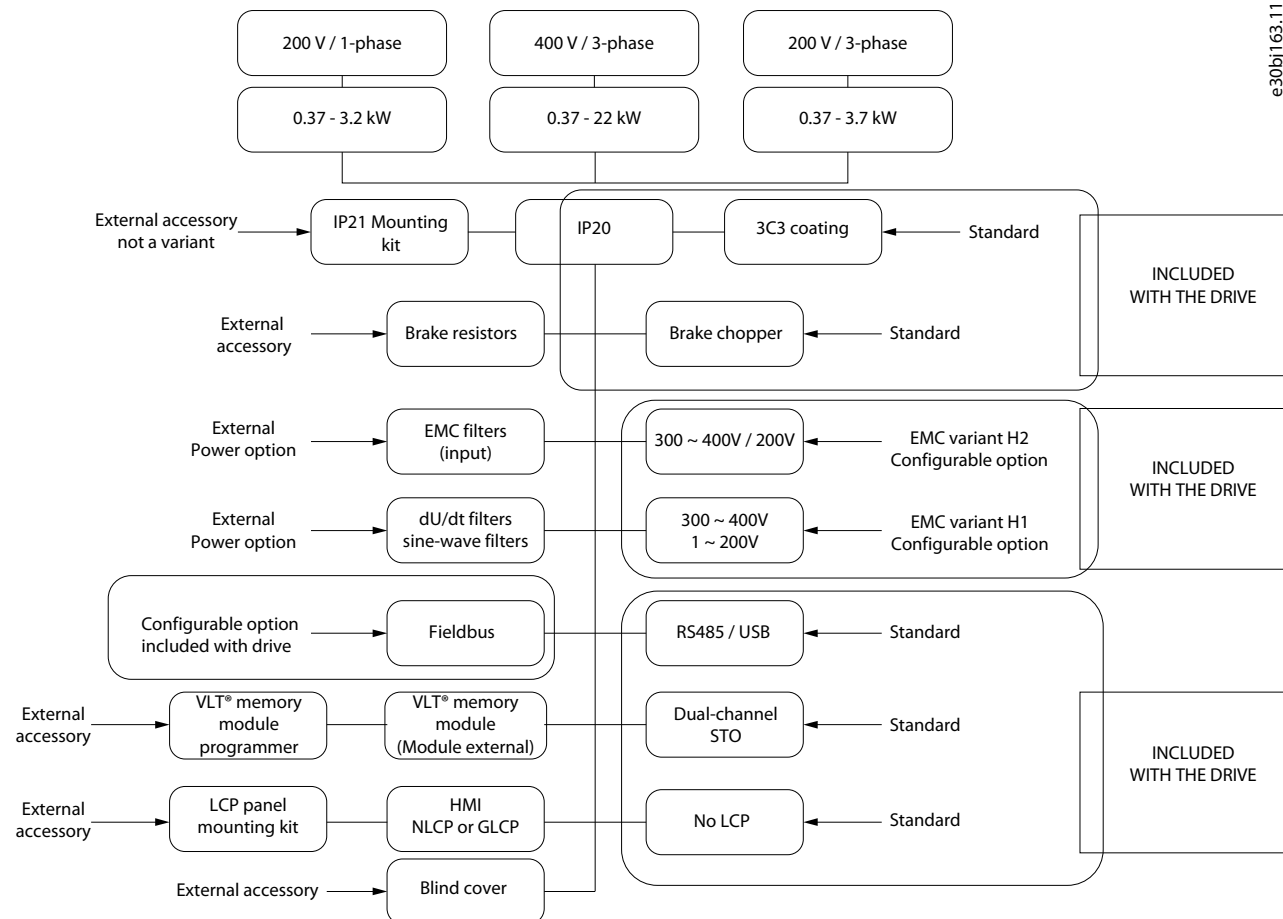 e30bj163.11
200 V / 1-phase
400 V / 3-phase
200 V / 3-phase
0.37 - 3.2 kW
0.37 - 22 kW
0.37 - 3.7 kW
External accessory
not a variant
IP21 Mounting
kit
IP20
3C3 coating
Standard
INCLUDED
WITH THE DRIVE
External
accessory
Brake resistors
Brake chopper
Standard
External
Power option
EMC filters
(input)
300 ~ 400V / 200V
EMC variant H2
Configurable option
INCLUDED
WITH THE DRIVE
External
Power option
dU/dt filters
sine-wave filters
300 ~ 400V
1 ~ 200V
EMC variant H1
Configurable option
Configurable option
included with drive
Fieldbus
RS485 / USB
Standard
External
accessory
VLT® memory
module
programmer
VLT® memory
module
(Module external)
Dual-channel
STO
Standard
INCLUDED
WITH THE DRIVE
External
accessory
LCP panel
mounting kit
HMI
NLCP or GLCP
No LCP
Standard
External accessory
Blind cover